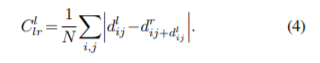 C^l_{lr} = \frac{1}{N} \sum_{i,j} \left| d^l_{ij} - d^r_{ij+d^l_{ij}} \right|. (4)